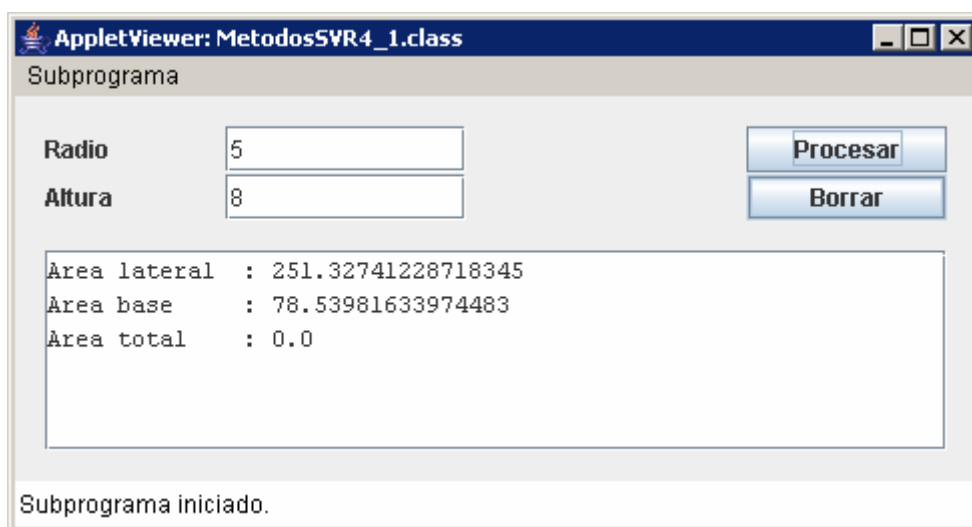 AppletViewer: MetodosSVR4_1.class
Subprograma
Radio 5 Procesar
Altura 8 Borrar
Area lateral : 251.32741228718345
Area base : 78.53981633974483
Area total : 0.0
Subprograma iniciado.